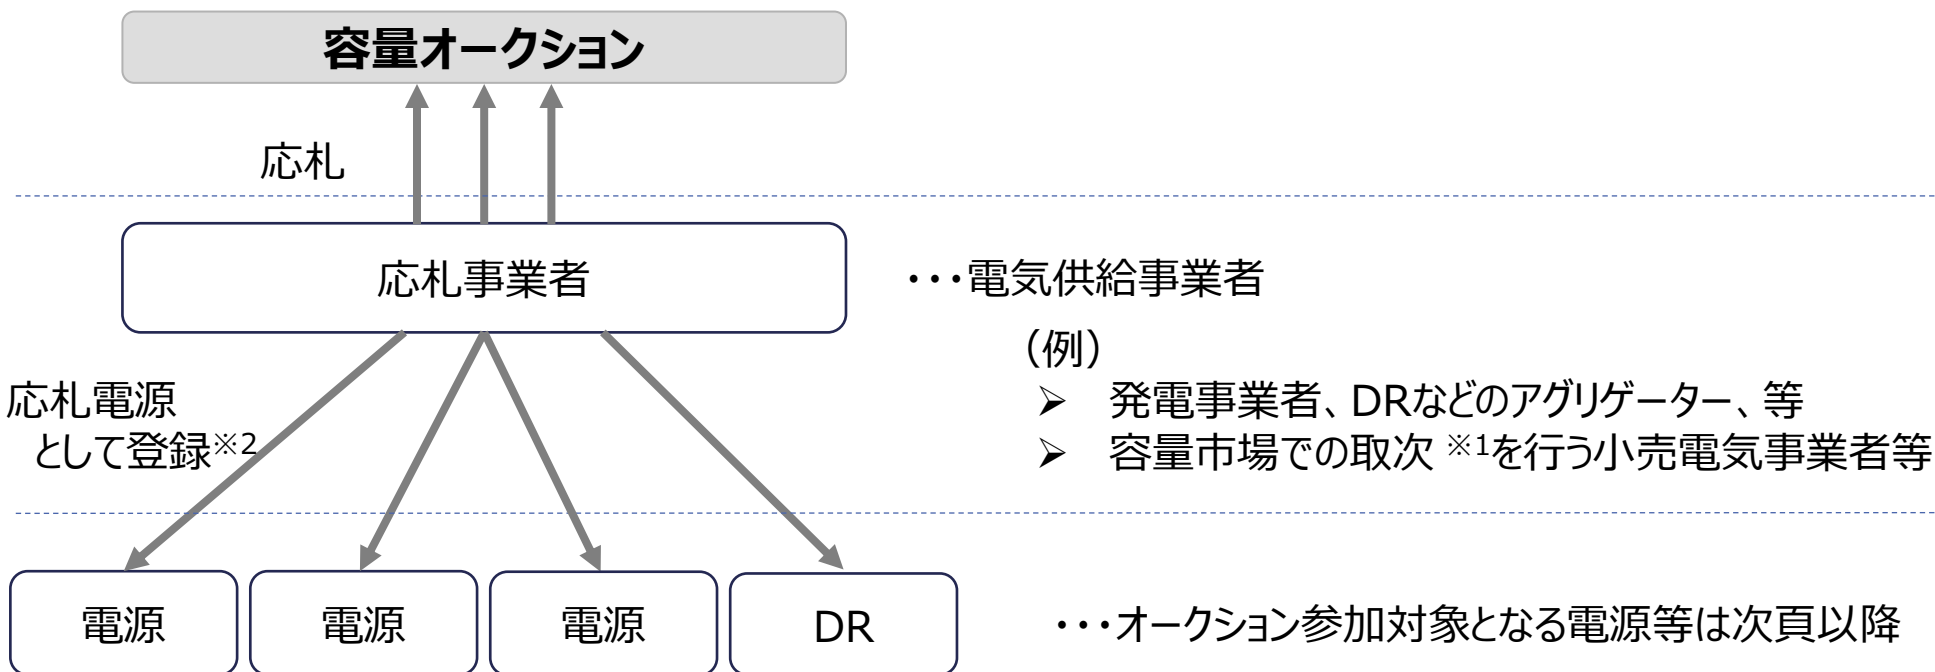 容量オークション
応札
応札事業者
・・・電気供給事業者
（例）
➢ 発電事業者、DRなどのアグリゲーター、等
➢ 容量市場での取次 ※1を行う小売電気事業者等
応札電源
として登録※2
電源
電源
電源
DR
・・・オークション参加対象となる電源等は次頁以降